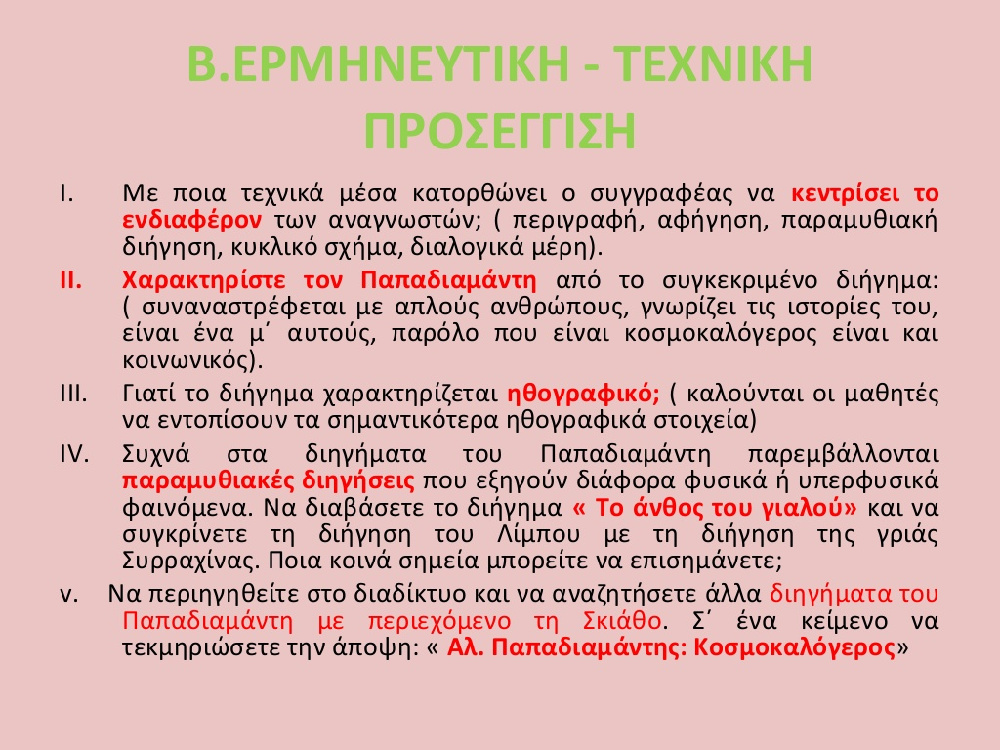 Β.ΕΡΜΗΝΕΥΤΙΚΗ - ΤΕΧΝΙΚΗ
ΠΡΟΣΕΓΓΙΣΗ
I. Με ποια τεχνικά μέσα κατορθώνει ο συγγραφέας να κεντρίσει το
ενδιαφέρον των αναγνωστών; ( περιγραφή, αφήγηση, παραμυθιακή
διήγηση, κυκλικό σχήμα, διαλογικά μέρη).
II. Χαρακτηρίστε τον Παπαδιαμάντη από το συγκεκριμένο διήγημα:
( συναναστρέφεται με απλούς ανθρώπους, γνωρίζει τις ιστορίες του,
είναι ένα μ΄ αυτούς, παρόλο που είναι κοσμοκαλόγερος είναι και
κοινωνικός).
III. Γιατί το διήγημα χαρακτηρίζεται ηθογραφικό; ( καλούνται οι μαθητές
να εντοπίσουν τα σημαντικότερα ηθογραφικά στοιχεία)
IV. Συχνά στα διηγήματα του Παπαδιαμάντη παρεμβάλλονται
παραμυθιακές διηγήσεις που εξηγούν διάφορα φυσικά ή υπερφυσικά
φαινόμενα. Να διαβάσετε το διήγημα « Το άνθος του γιαλού» και να
συγκρίνετε τη διήγηση του Λίμπου με τη διήγηση της γριάς
Συρραχίνας. Ποια κοινά σημεία μπορείτε να επισημάνετε;
v. Να περιηγηθείτε στο διαδίκτυο και να αναζητήσετε άλλα διηγήματα του
Παπαδιαμάντη με περιεχόμενο τη Σκιάθο. Σ΄ ένα κείμενο να
τεκμηριώσετε την άποψη: « Αλ. Παπαδιαμάντης: Κοσμοκαλόγερος»